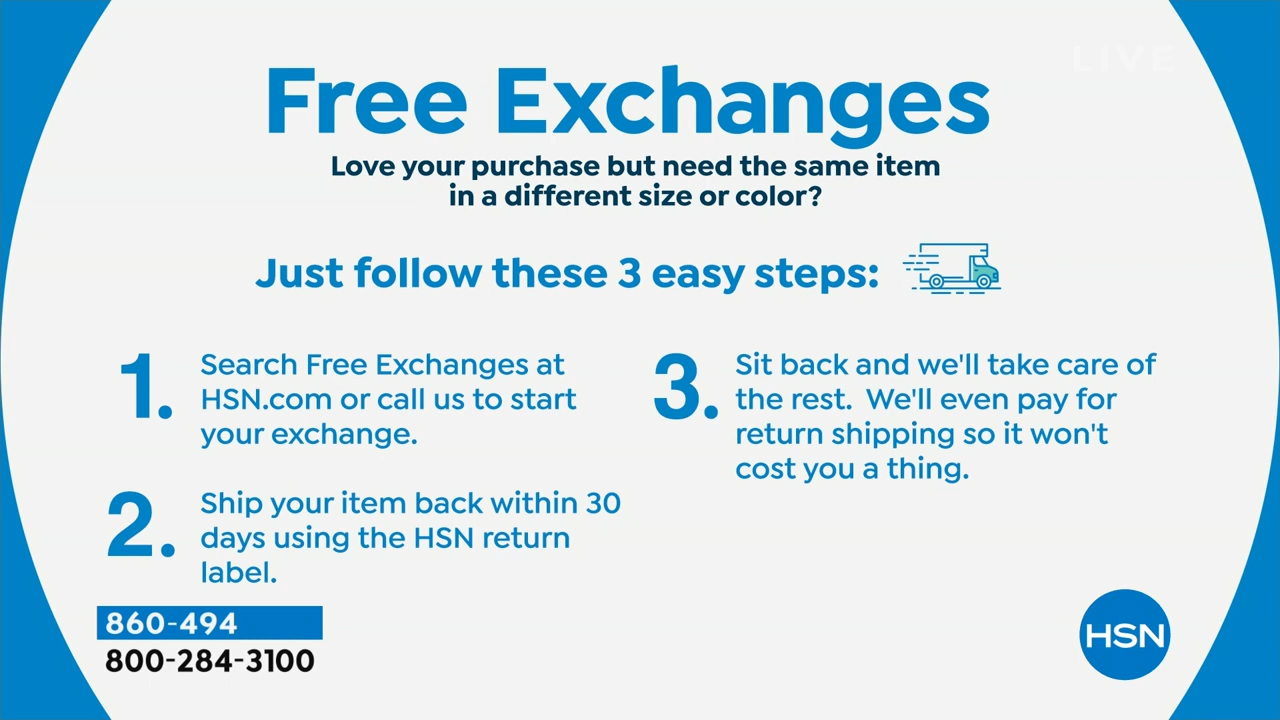 LIVE
Free Exchanges
Love your purchase but need the same item
in a different size or color?
Just follow these 3 easy steps:
1. Search Free Exchanges at
HSN.com or call us to start
your exchange.
2. Ship your item back within 30
days using the HSN return
label.
3. Sit back and we'll take care of
the rest.  We'll even pay for
return shipping so it won't
cost you a thing.
860-494
800-284-3100
HSN